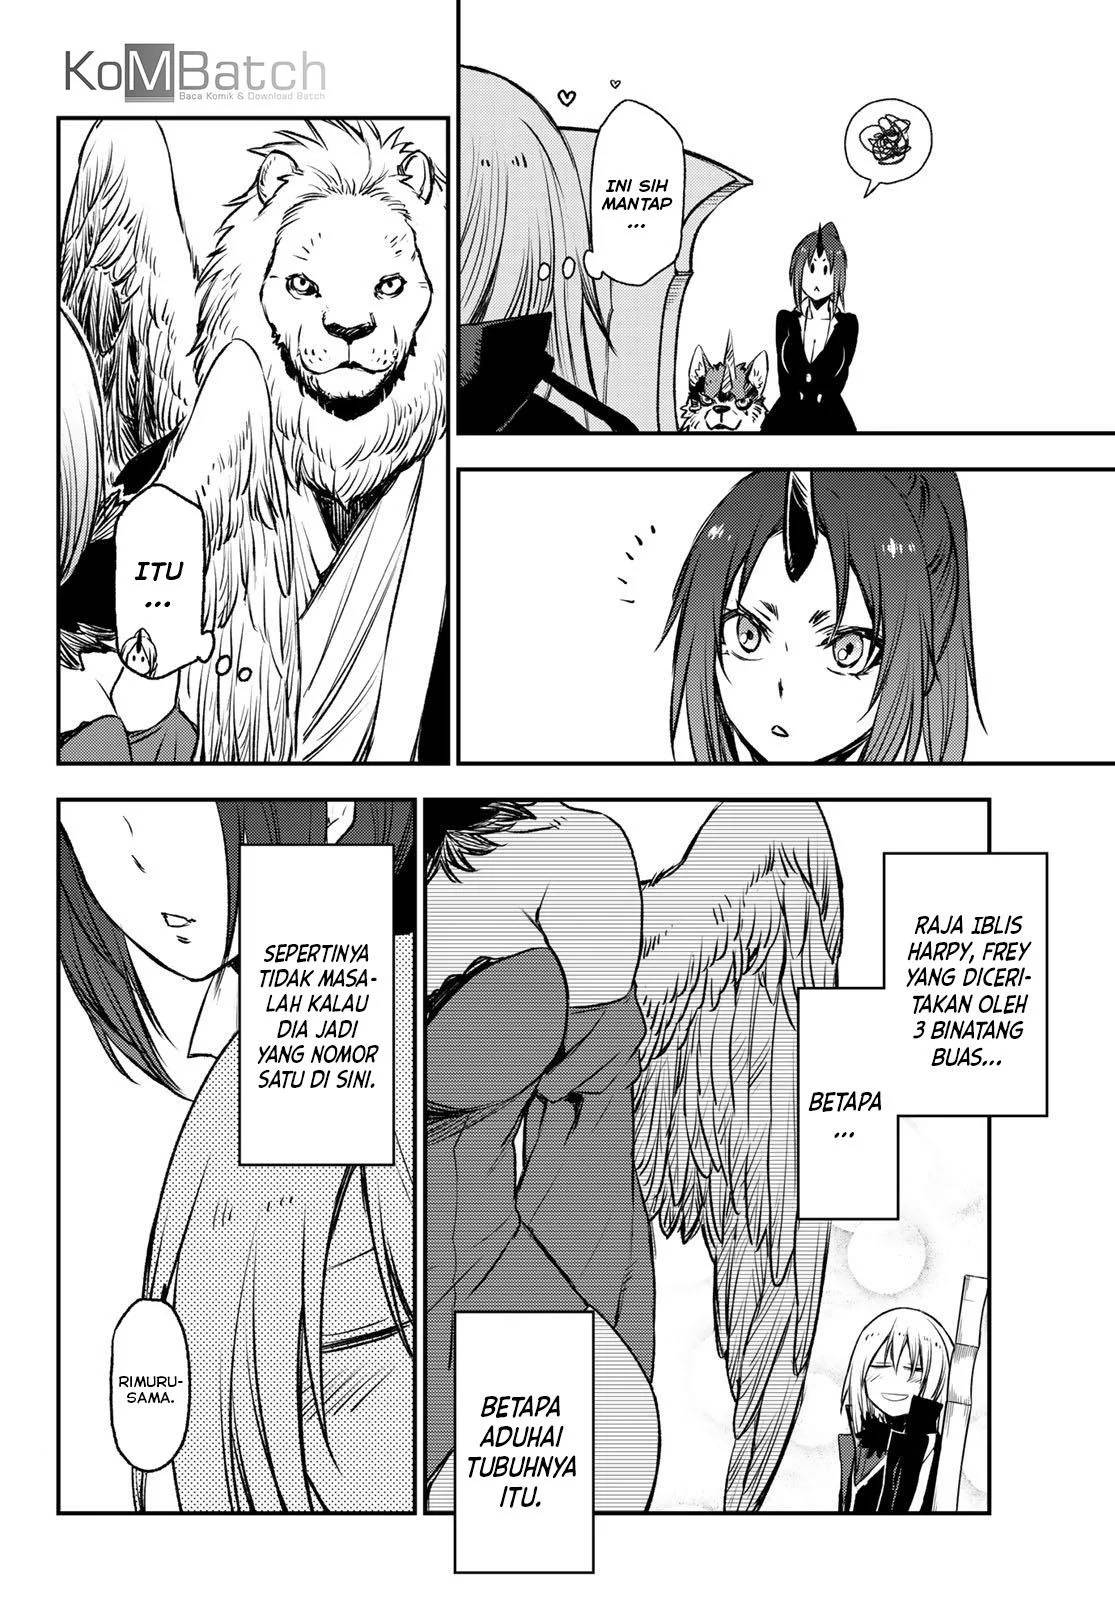 KoMBatch
Baca Komik & Download Batch
INI SIH
MANTAP
...
ITU
...
RAJA IBLIS
HARPY, FREY
YANG DICERI-
TAKAN OLEH
3 BINATANG
BUAS...
BETAPA
...
BETAPA
ADUHAI
TUBUHNYA
ITU.
SEPERTINYA
TIDAK MASA-
LAH KALAU
DIA JADI
YANG NOMOR
SATU DI SINI.
RIMURU-
SAMA.